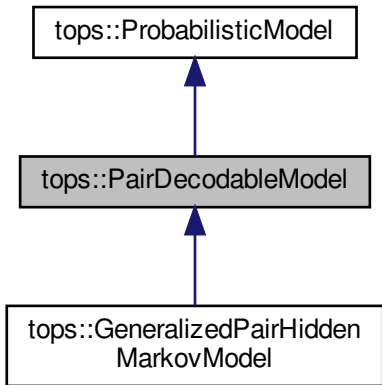 tops::ProbabilisticModel
tops::PairDecodableModel
tops::GeneralizedPairHidden
MarkovModel